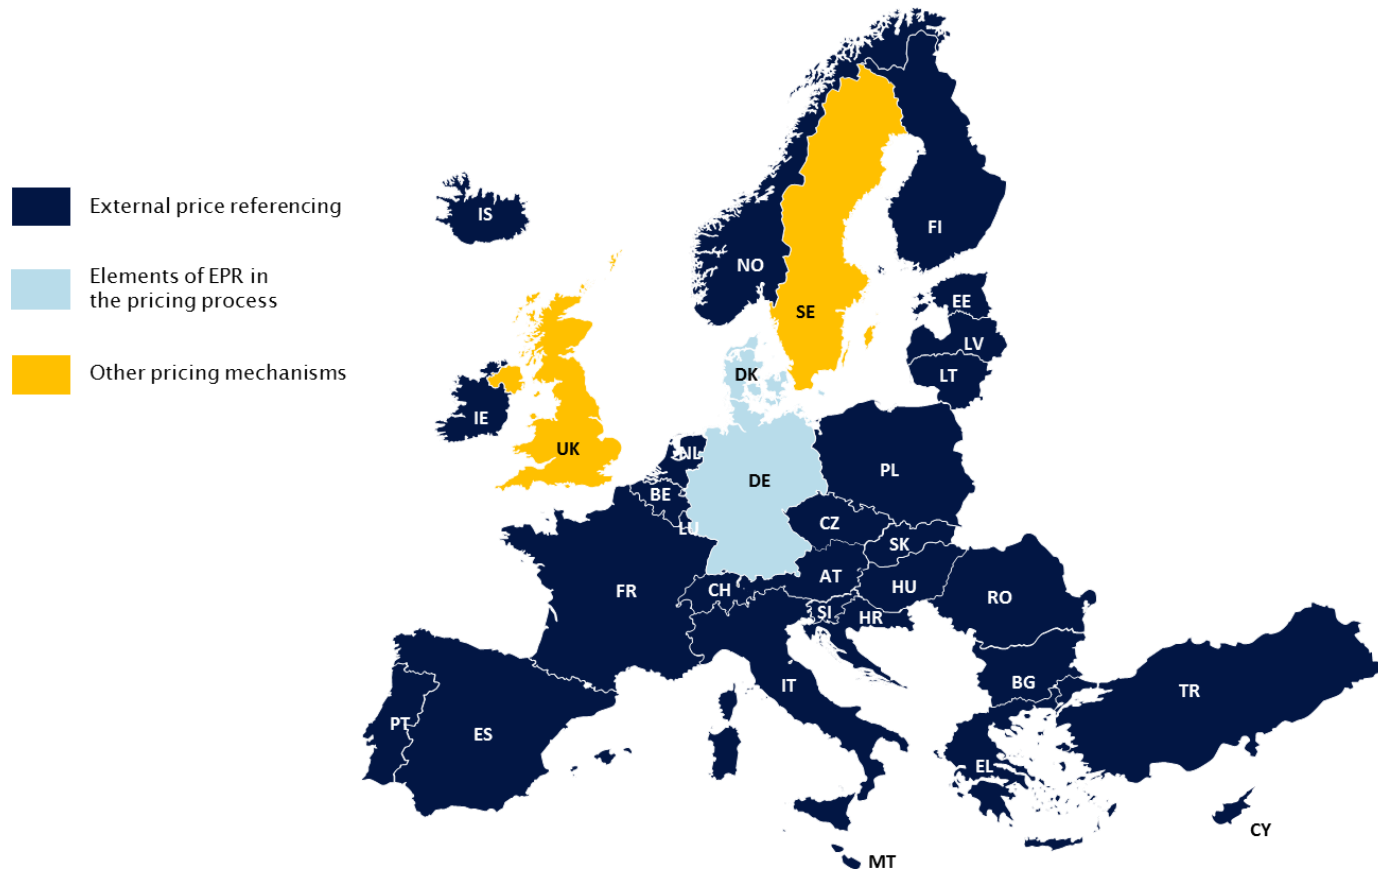 External price referencing
Elements of EPR in
the pricing process
Other pricing mechanisms
IS
FI
NO
SE
EE
LV
LT
DK
IE
UK
NL
BE
LU
DE
PL
CZ
SK
AT
HU
CH
FR
SI
HR
RO
IT
BG
TR
PT
ES
EL
CY
MT